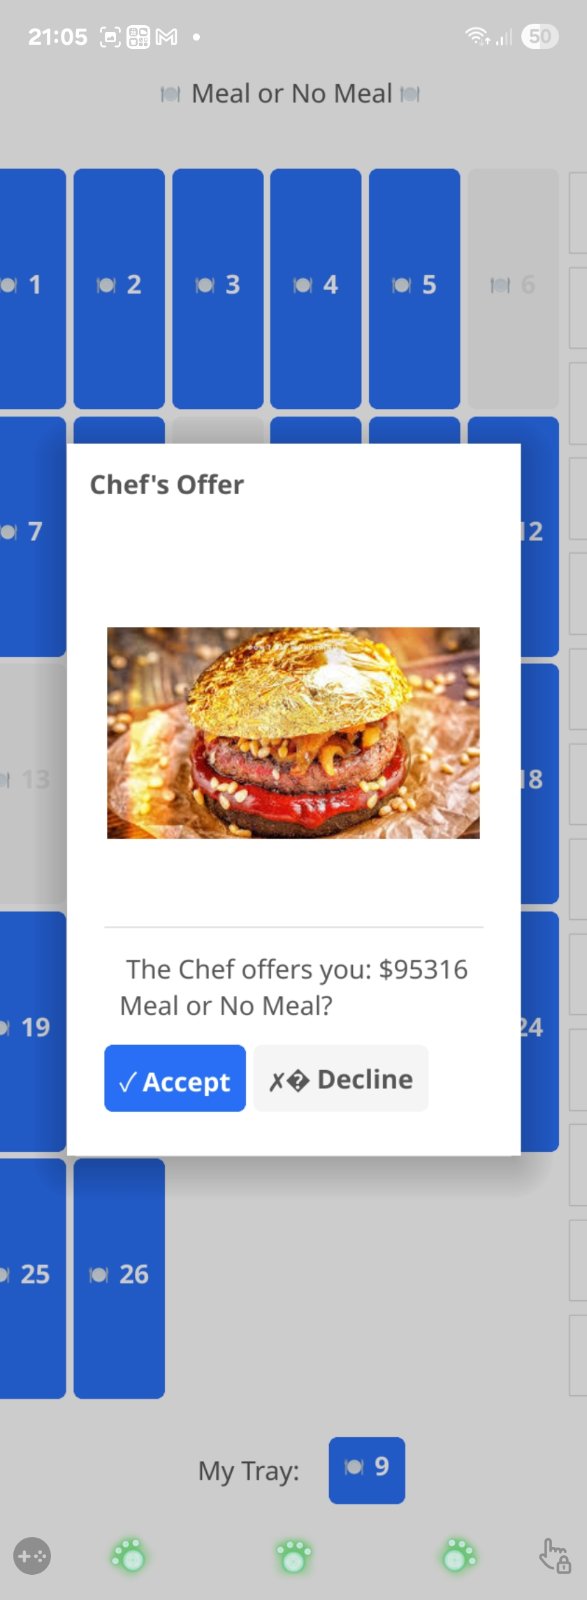 21:05
50
Meal or No Meal
1 2 3 4 5 6
7
12
13
18
19
24
25 26
Chef's Offer
The Chef offers you: $95316
Meal or No Meal?
✓ Accept
✗� Decline
My Tray: 9